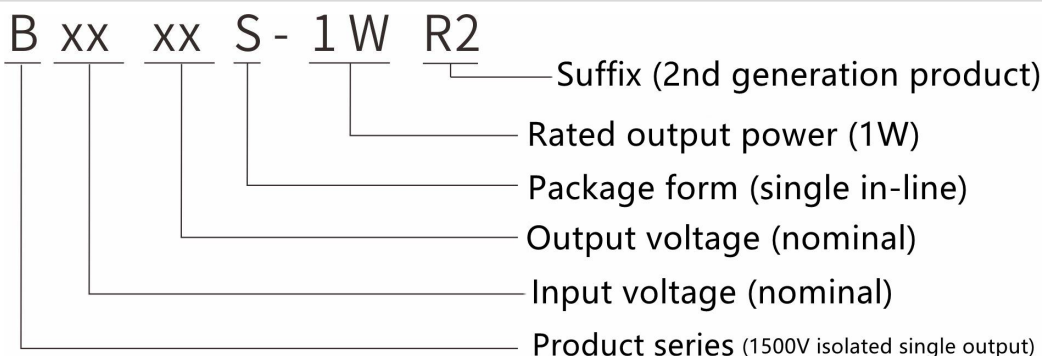 B xx xx S - 1W R2
Suffix (2nd generation product)
Rated output power (1W)
Package form (single in-line)
Output voltage (nominal)
Input voltage (nominal)
Product series (1500V isolated single output)